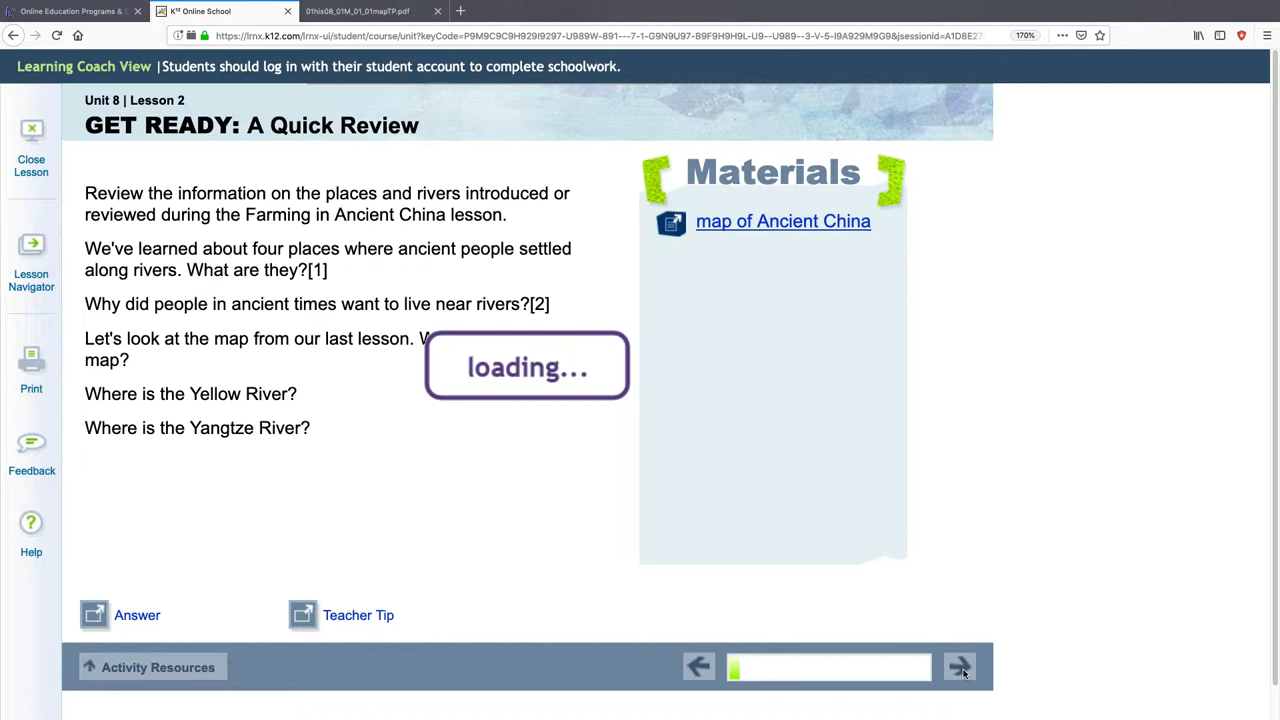 Online Education Programs &
K¹² Online School
01his08_01M_01_01mapTP.pdf
https://lrnx.k12.com/lrnx-ui/student/course/unit?keyCode=P9M9C9C9H929I9297-U989W-891---7-1-G9N9U97-B9F9H9H9L-U9--U989--3-V-5-I9A929M9G9&jsessionid=A1D8E27
170%
Learning Coach View | Students should log in with their student account to complete schoolwork.
Unit 8 | Lesson 2
GET READY: A Quick Review
Close
Lesson
Lesson
Navigator
Print
Feedback
Help
Review the information on the places and rivers introduced or
reviewed during the Farming in Ancient China lesson.
We've learned about four places where ancient people settled
along rivers. What are they?[1]
Why did people in ancient times want to live near rivers?[2]
Let's look at the map from our last lesson.
map?
Where is the Yellow River?
Where is the Yangtze River?
loading...
Materials
map of Ancient China
Answer
Teacher Tip
Activity Resources